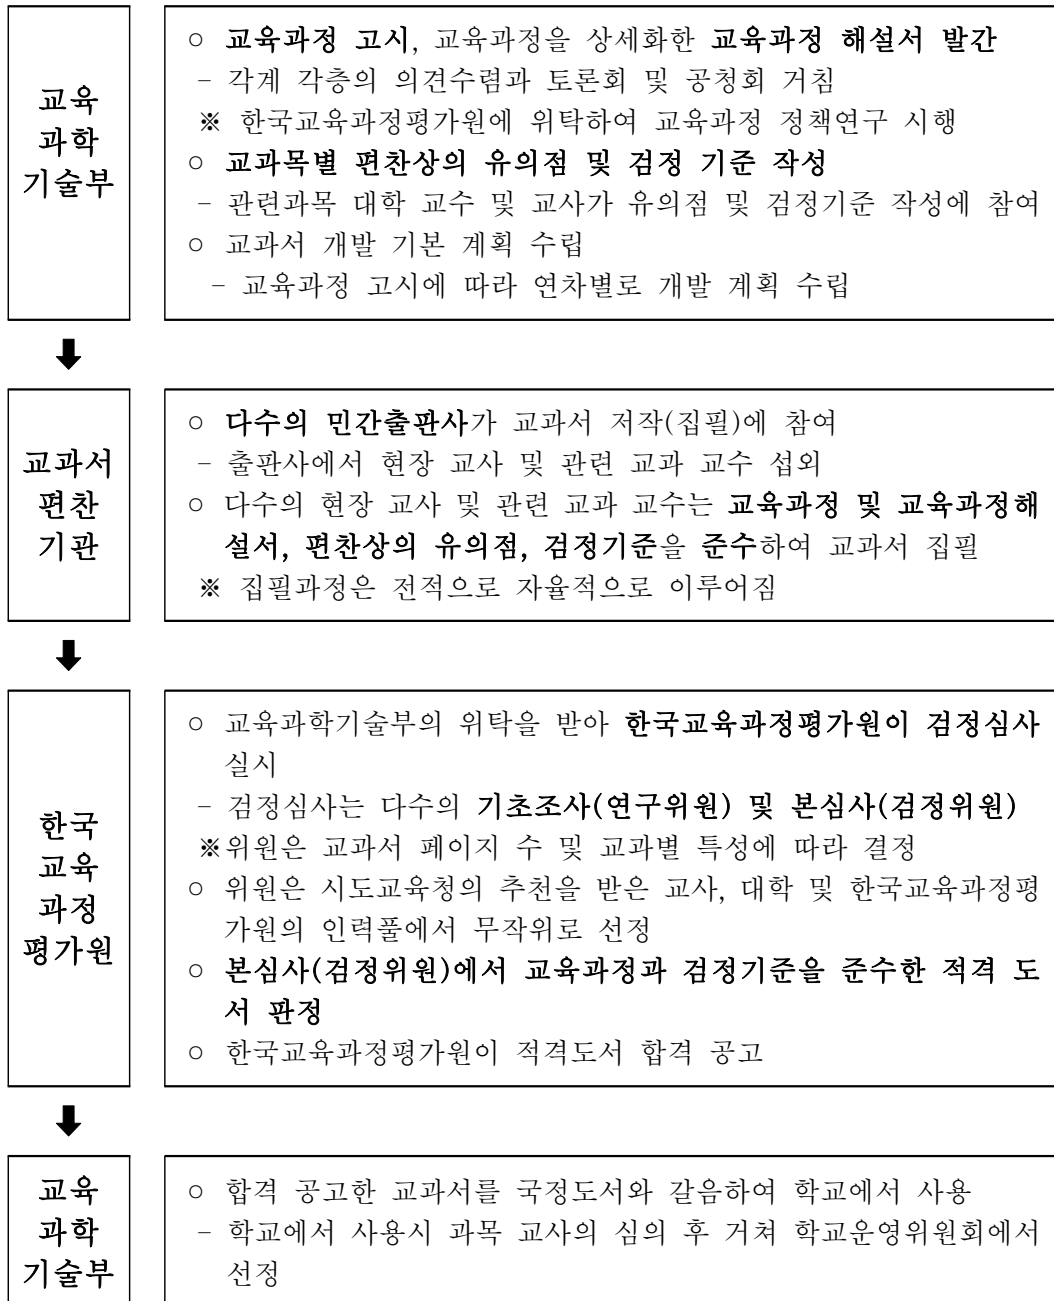 교육
과학
기술부
○ 교육과정 고시, 교육과정을 상세화한 교육과정 해설서 발간
- 각계 각층의 의견수렴과 토론회 및 공청회 거침
※ 한국교육과정평가원에 위탁하여 교육과정 정책연구 시행
○ 교과목별 편찬상의 유의점 및 검정 기준 작성
- 관련과목 대학 교수 및 교사가 유의점 및 검정기준 작성에 참여
○ 교과서 개발 기본 계획 수립
- 교육과정 고시에 따라 연차별로 개발 계획 수립
교과서
편찬
기관
○ 다수의 민간출판사가 교과서 저작(집필)에 참여
- 출판사에서 현장 교사 및 관련 교과 교수 섭외
○ 다수의 현장 교사 및 관련 교과 교수는 교육과정 및 교육과정해
설서, 편찬상의 유의점, 검정기준을 준수하여 교과서 집필
※ 집필과정은 전적으로 자율적으로 이루어짐
한국
교육
과정
평가원
○ 교육과학기술부의 위탁을 받아 한국교육과정평가원이 검정심사
실시
- 검정심사는 다수의 기초조사(연구위원) 및 본심사(검정위원)
※위원은 교과서 페이지 수 및 교과별 특성에 따라 결정
○ 위원은 시도교육청의 추천을 받은 교사, 대학 및 한국교육과정평
가원의 인력풀에서 무작위로 선정
○ 본심사(검정위원)에서 교육과정과 검정기준을 준수한 적격 도
서 판정
○ 한국교육과정평가원이 적격도서 합격 공고
교육
과학
기술부
○ 합격 공고한 교과서를 국정도서와 갈음하여 학교에서 사용
- 학교에서 사용시 과목 교사의 심의 후 거쳐 학교운영위원회에서
선정